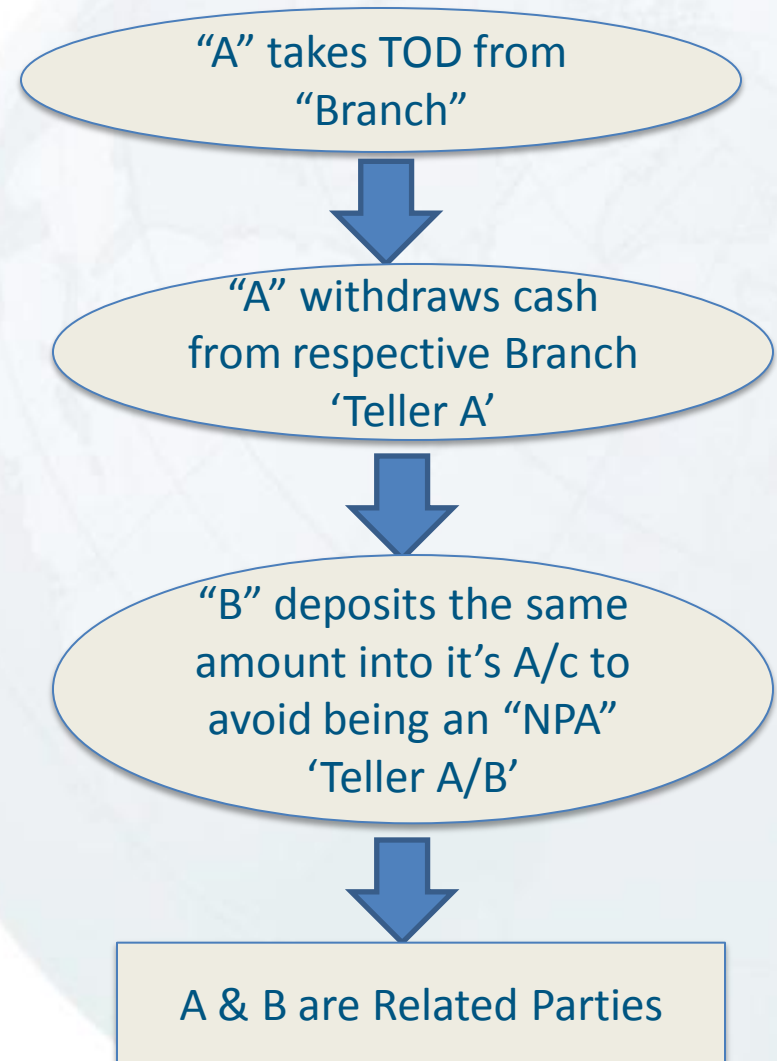 “A” takes TOD from
“Branch”
“A” withdraws cash
from respective Branch
‘Teller A’
“B” deposits the same
amount into it’s A/c to
avoid being an “NPA”
‘Teller A/B’
A & B are Related Parties